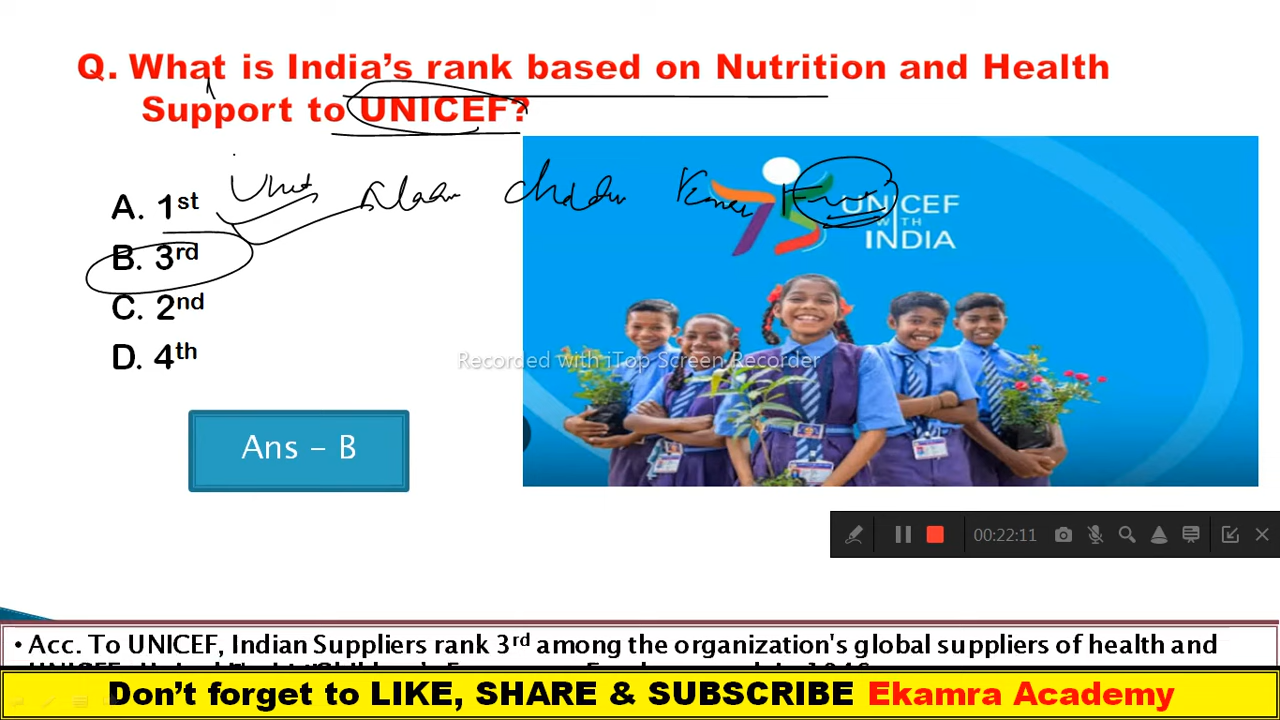 Q. What is India's rank based on Nutrition and Health
Support to UNICEF?
A. 1st
B. 3rd
C. 2nd
D. 4th
UNICEF
WITH
INDIA
Recorded with iTop Screen Recorder
Ans – B
00:22:11
• Acc. To UNICEF, Indian Suppliers rank 3rd among the organization's global suppliers of health and
Don't forget to LIKE, SHARE & SUBSCRIBE Ekamra Academy